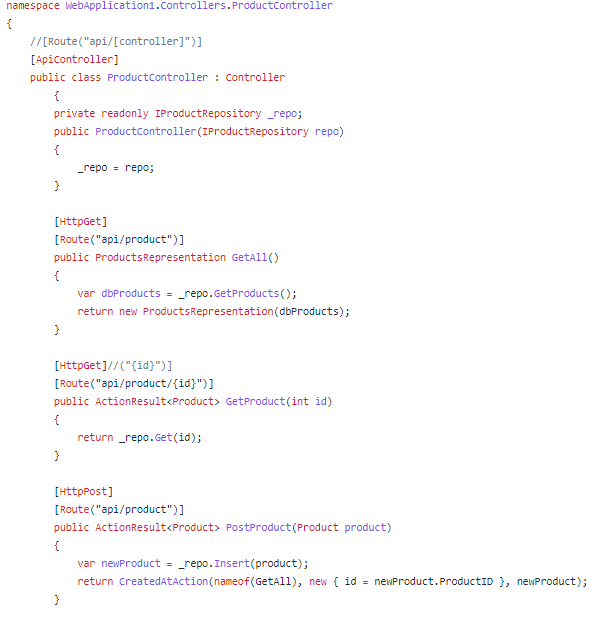 namespace WebApplication1.Controllers.ProductController
{
    //[Route("api/[controller]")]
    [ApiController]
    public class ProductController : Controller
        {
        private readonly IProductRepository _repo;
        public ProductController(IProductRepository repo)
        {
            _repo = repo;
        }

        [HttpGet]
        [Route("api/product")]
        public ProductsRepresentation GetAll()
        {
            var dbProducts = _repo.GetProducts();
            return new ProductsRepresentation(dbProducts);
        }

        [HttpGet]//("{id}")]
        [Route("api/product/{id}")]
        public ActionResult<Product> GetProduct(int id)
        {
            return _repo.Get(id);
        }

        [HttpPost]
        [Route("api/product")]
        public ActionResult<Product> PostProduct(Product product)
        {
            var newProduct = _repo.Insert(product);
            return CreatedAtAction(nameof(GetAll), new { id = newProduct.ProductID }, newProduct);
        }